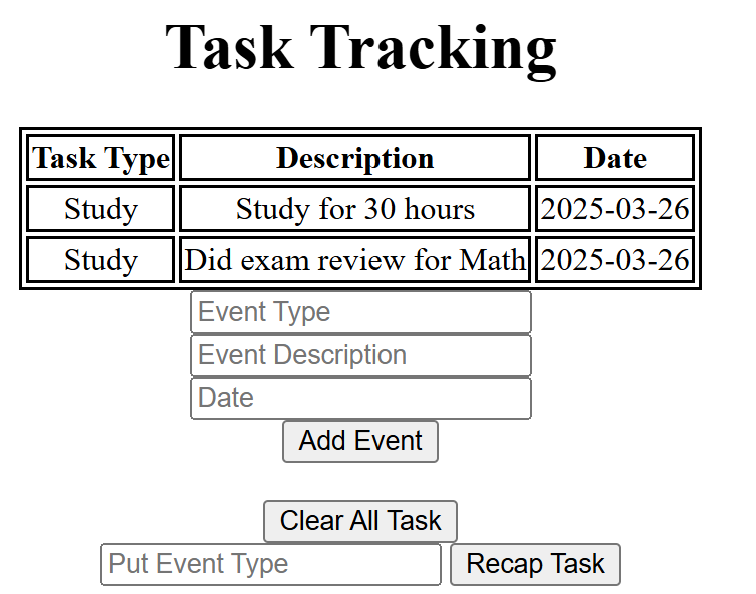 Task Tracking
Task Type Description Date
Study Study for 30 hours 2025-03-26
Study Did exam review for Math 2025-03-26
Event Type
Event Description
Date
Add Event
Clear All Task
Put Event Type Recap Task